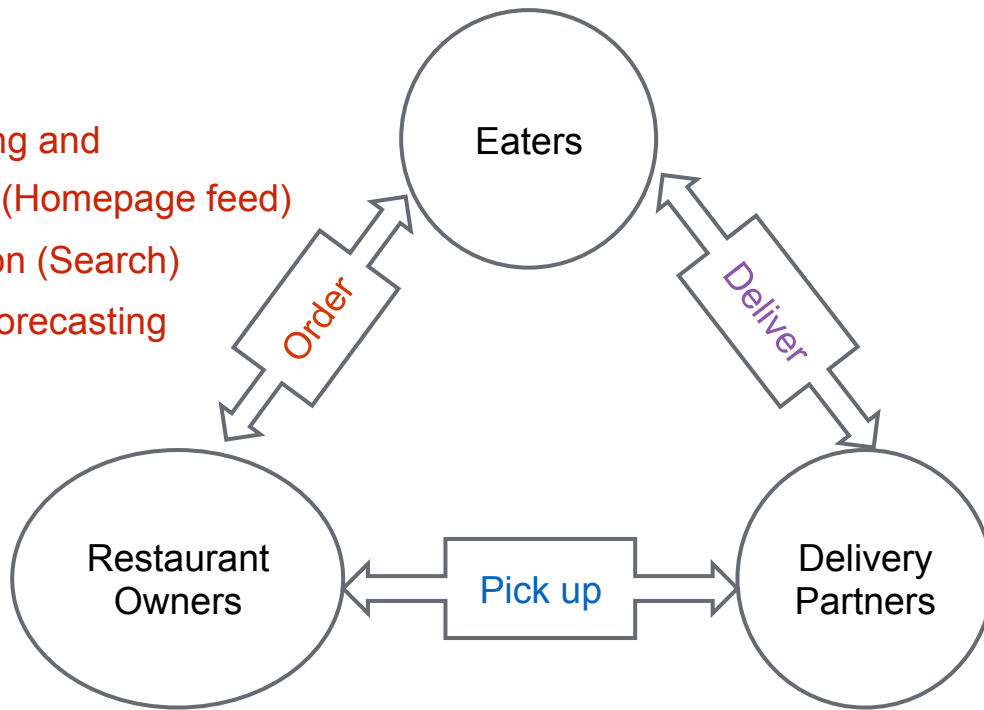 Eaters
ng and
(Homepage feed)
on (Search)
orecasting
Order
Deliver
Restaurant
Owners
Pick up
Delivery
Partners